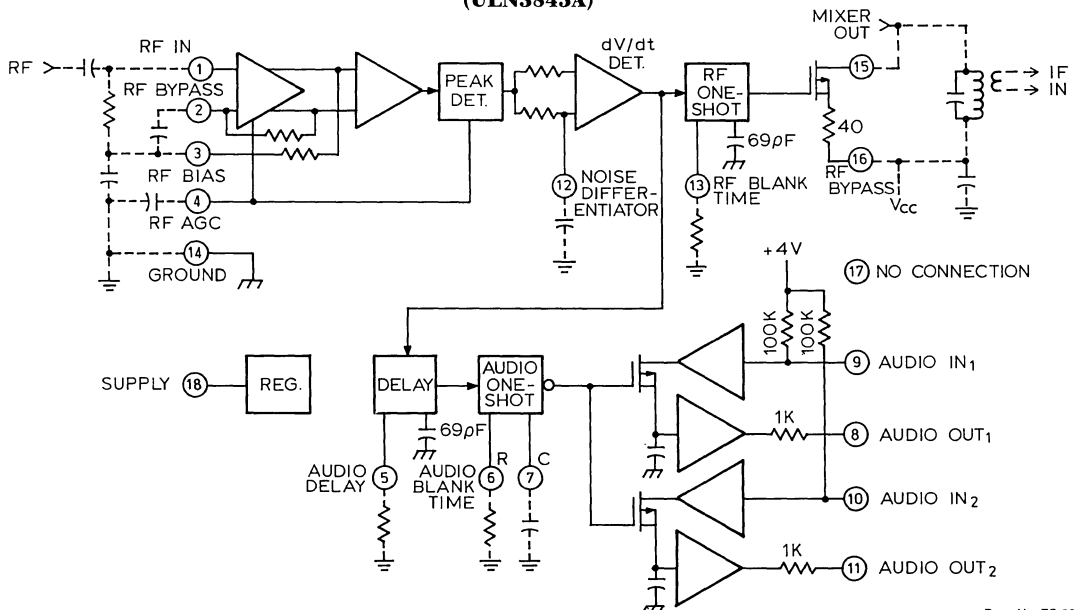 (ULN3845A)
RF
RF IN
1
RF BYPASS
2
3
RF BIAS
4
RF AGC
14
GROUND
PEAK
DET.
dV/dt
DET.
12
NOISE
DIFFER-
ENTIATOR
RF
ONE-
SHOT
69pF
13
RF BLANK
TIME
MIXER
OUT
15
40
16
RF
BYPASS
VCC
IF
IN
+4V
17 NO CONNECTION
100K
100K
SUPPLY 18
REG.
DELAY
69pF
AUDIO
ONE-
SHOT
AUDIO
DELAY
5
AUDIO
BLANK
TIME
R
6
C
7
9 AUDIO IN1
1K
8 AUDIO OUT1
10 AUDIO IN2
1K
11 AUDIO OUT2